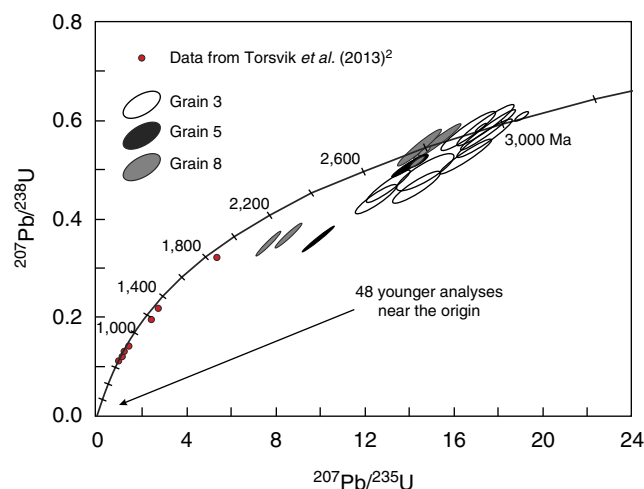 0.8
0.6
0.4
0.2
0.0
²⁰⁷Pb/²³⁸U
Data from Torsvik et al. (2013)²
Grain 3
Grain 5
Grain 8
3,000 Ma
2,600
2,200
1,800
1,400
1,000
48 younger analyses
near the origin
0 4 8 12 16 20 24
²⁰⁷Pb/²³⁵U